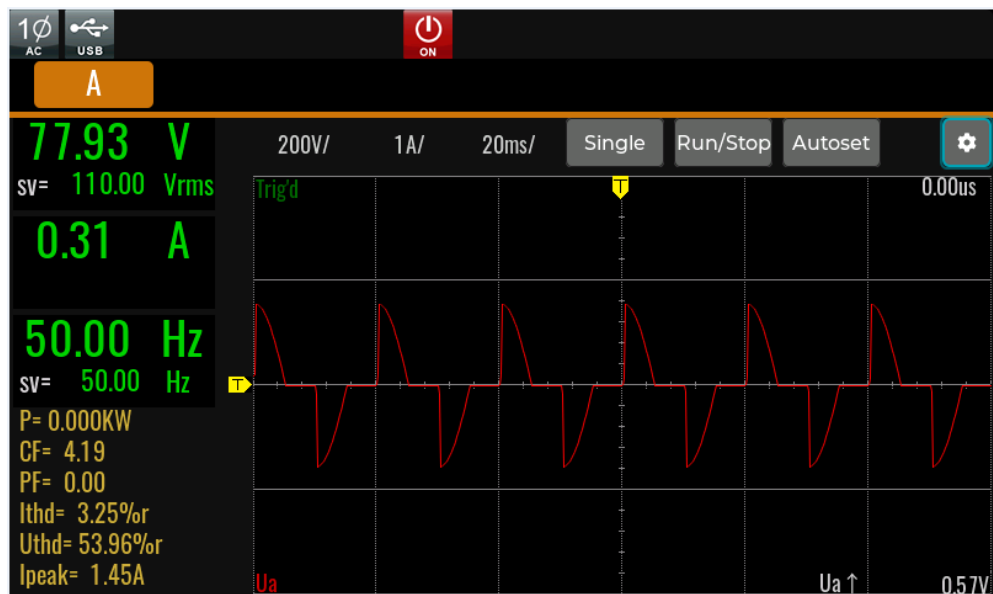 1Ø
AC
USB
ON
A
77.93 V
sv= 110.00 Vrms
0.31 A
50.00 Hz
sv= 50.00 Hz
P= 0.000KW
CF= 4.19
PF= 0.00
Ithd= 3.25%r
Uthd= 53.96%r
Ipeak= 1.45A
200V/ 1A/ 20ms/ Single Run/Stop Autoset
Trig'd T 0.00us
T
Ua Ua↑ 0.57V